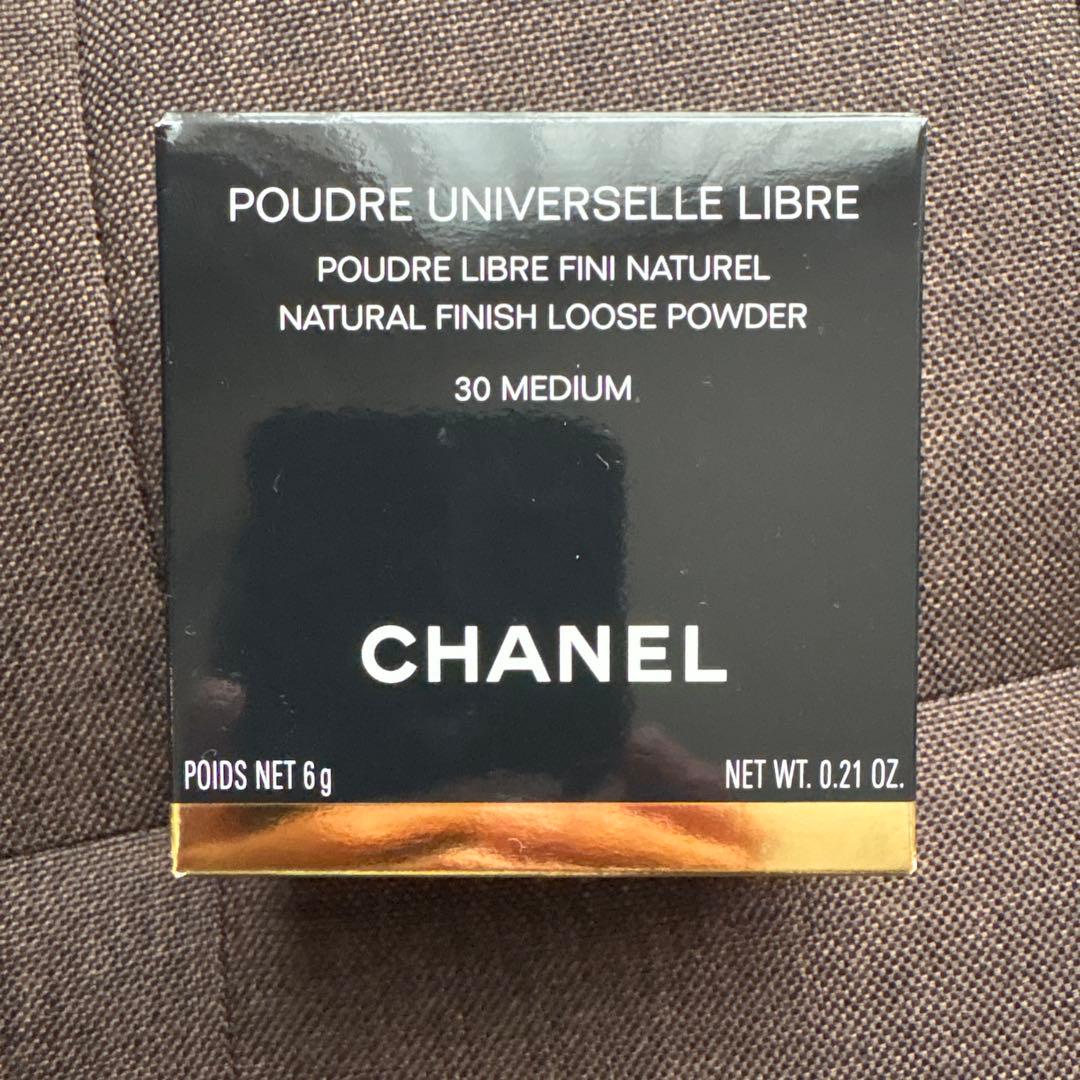 POUDRE UNIVERSELLE LIBRE
POUDRE LIBRE FINI NATUREL
NATURAL FINISH LOOSE POWDER
30 MEDIUM
CHANEL
POIDS NET 6 g
NET WT. 0.21 OZ.